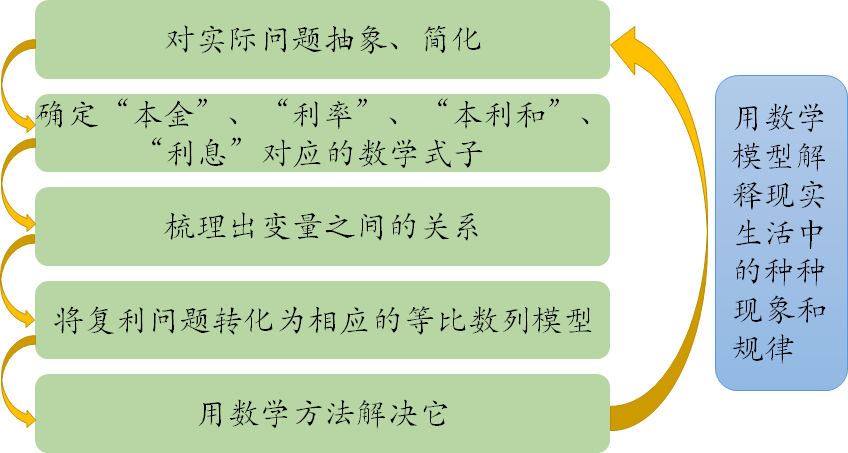 对实际问题抽象、简化
确定“本金”、“利率”、“本利和”、
“利息”对应的数学式子
梳理出变量之间的关系
将复利问题转化为相应的等比数列模型
用数学方法解决它
用数学
模型解
释现实
生活中
的种种
现象和
规律